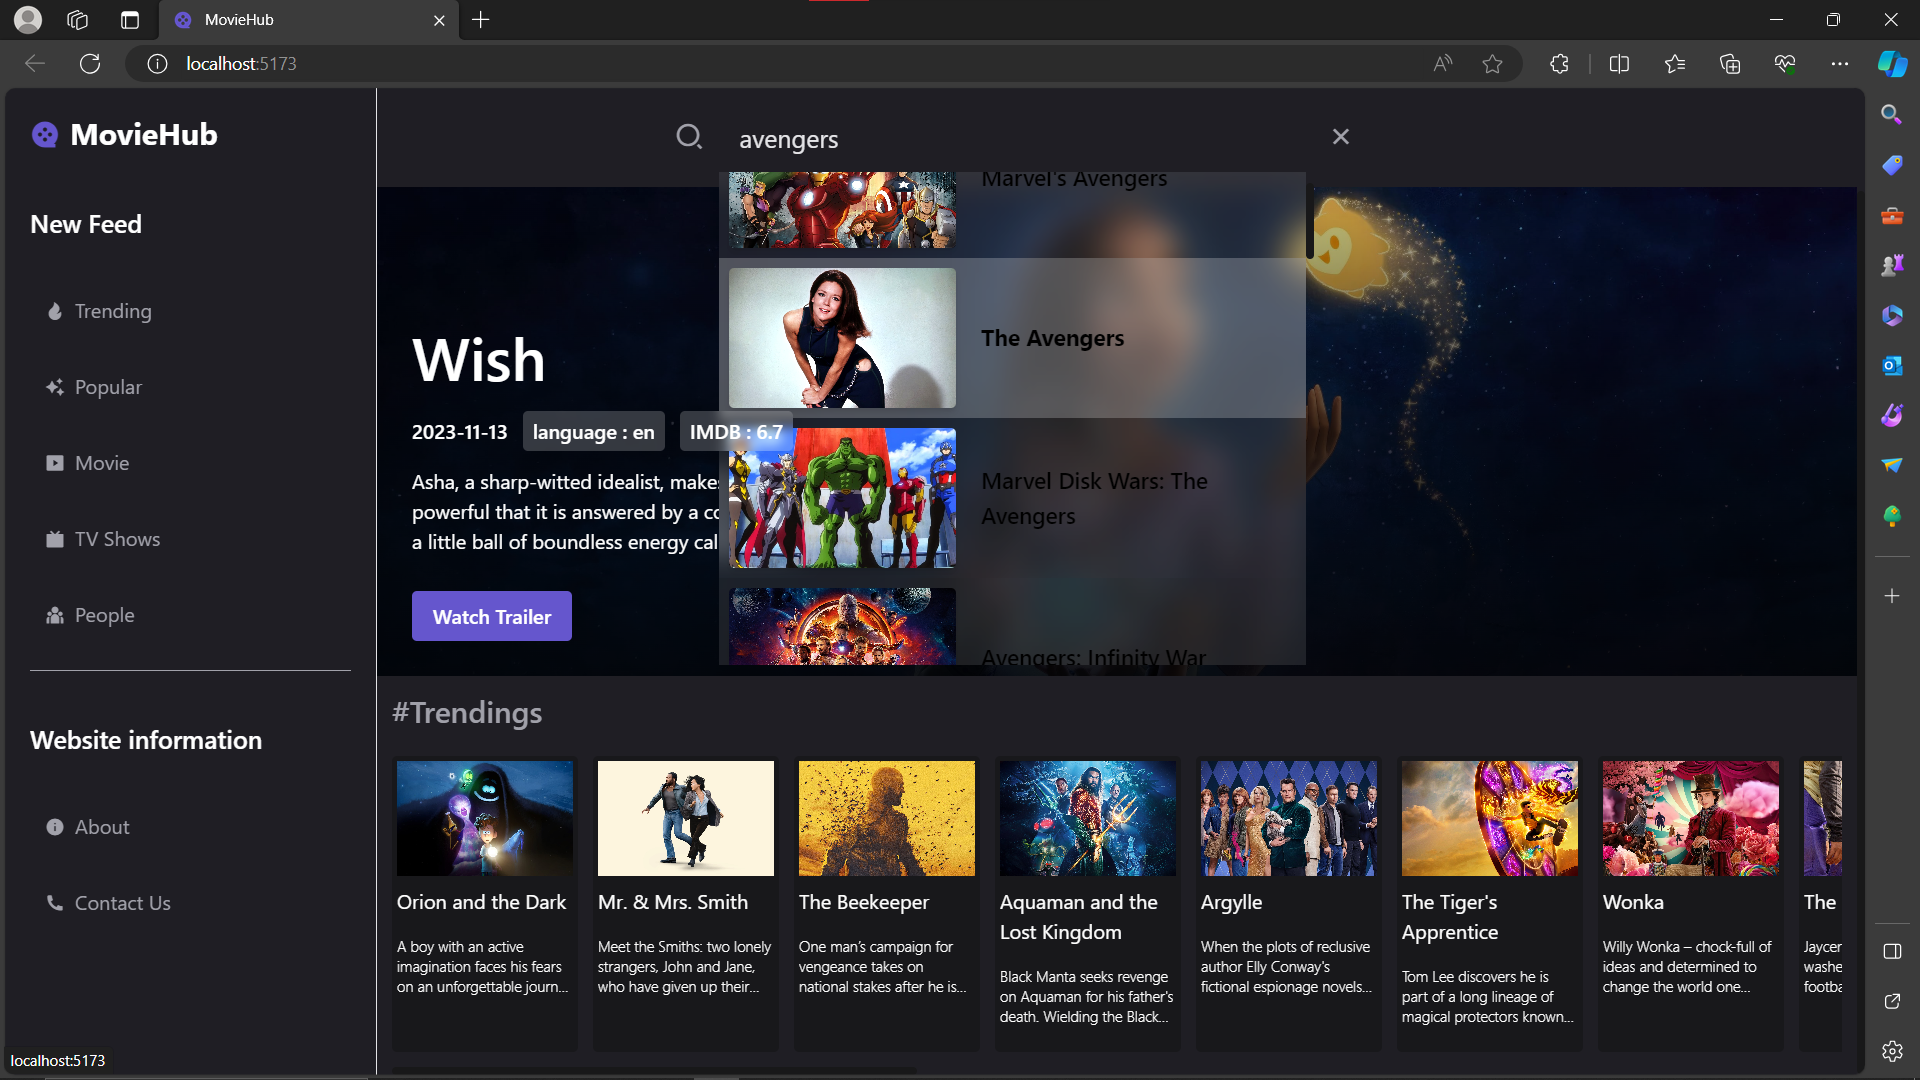 MovieHub
localhost:5173
MovieHub
New Feed
Trending
Popular
Movie
TV Shows
People
Website information
About
Contact Us
localhost:5173
avengers
Marvel's Avengers
The Avengers
Marvel Disk Wars: The
Avengers
Avengers: Infinity War
Wish
2023-11-13 language : en IMDB : 6.7
Asha, a sharp-witted idealist, make
powerful that it is answered by a co
a little ball of boundless energy cal
Watch Trailer
#Trendings
Orion and the Dark
A boy with an active
imagination faces his fears
on an unforgettable journ...
Mr. & Mrs. Smith
Meet the Smiths: two lonely
strangers, John and Jane,
who have given up their...
The Beekeeper
One man's campaign for
vengeance takes on
national stakes after he is...
Aquaman and the
Lost Kingdom
Black Manta seeks revenge
on Aquaman for his father's
death. Wielding the Black...
Argylle
When the plots of reclusive
author Elly Conway's
fictional espionage novels...
The Tiger's
Apprentice
Tom Lee discovers he is
part of a long lineage of
magical protectors known...
Wonka
Willy Wonka – chock-full of
ideas and determined to
change the world one...
The
Jaycen
washe
footba